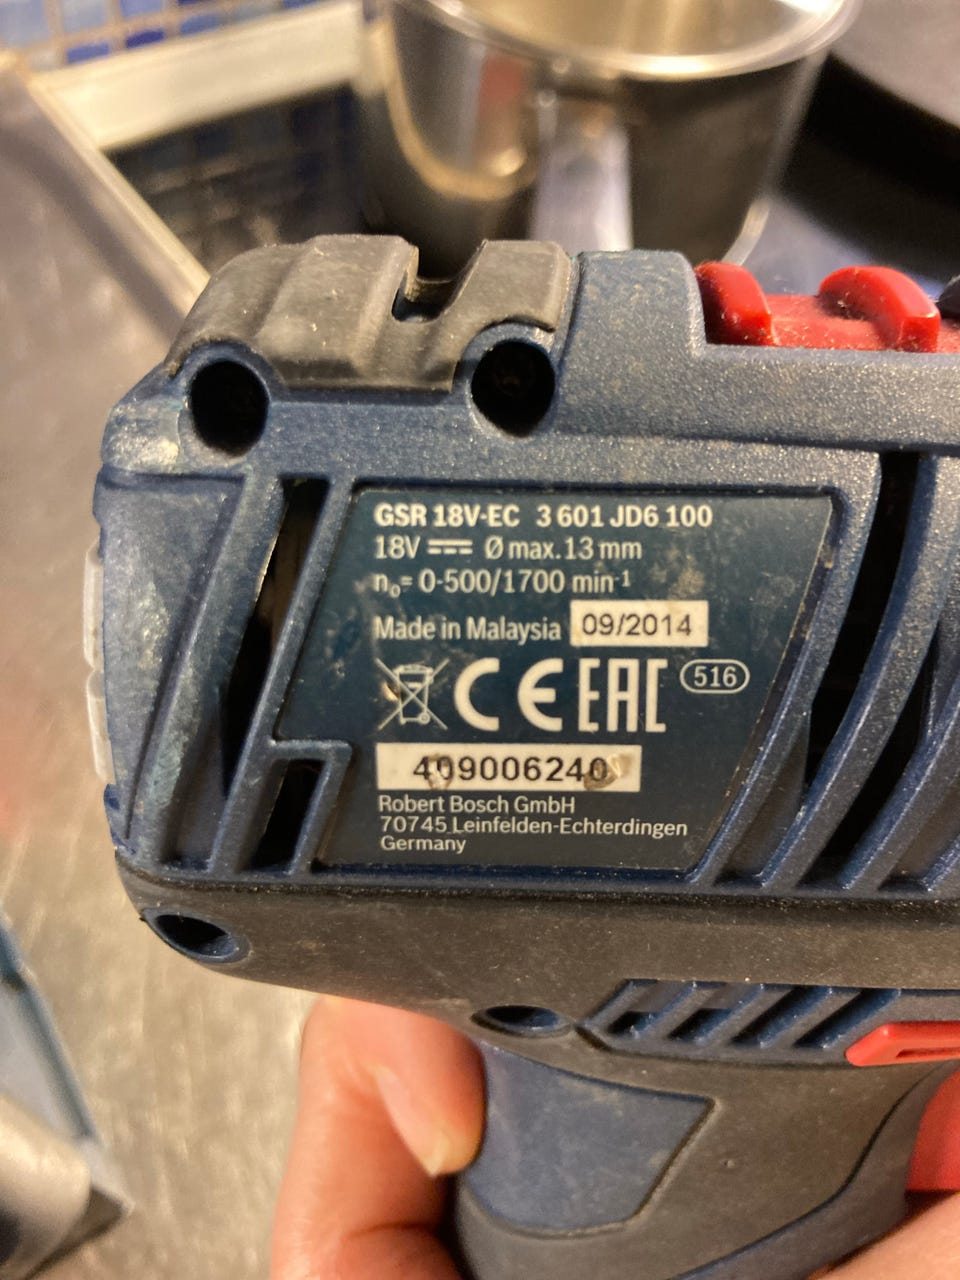 GSR 18V-EC 3 601 JD6 100
18V ⎓ Ø max. 13 mm
n₀= 0-500/1700 min⁻¹
Made in Malaysia 09/2014
CE EAC 516
409006240
Robert Bosch GmbH
70745 Leinfelden-Echterdingen
Germany